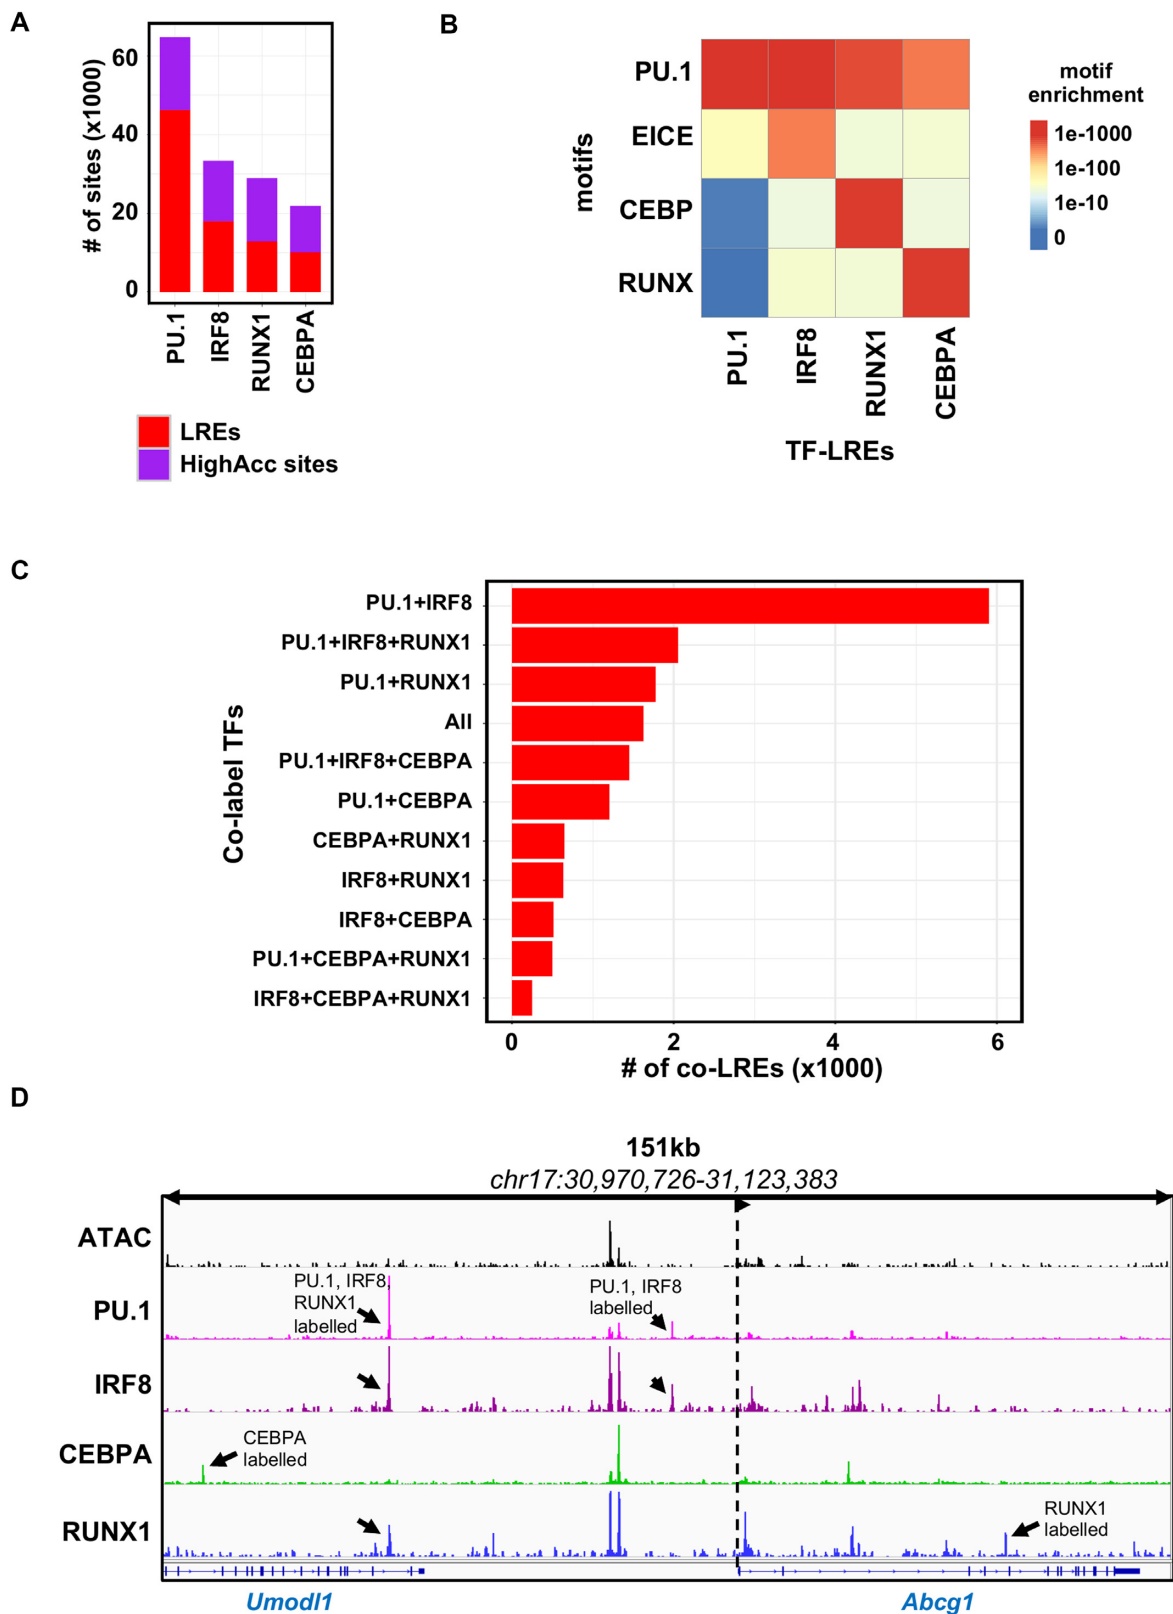 A
60
40
20
0
# of sites (x1000)
PU.1
IRF8
RUNX1
CEBPA
LREs
HighAcc sites
B
motifs
PU.1
EICE
CEBP
RUNX
PU.1
IRF8
RUNX1
CEBPA
TF-LREs
motif
enrichment
1e-1000
1e-100
1e-10
0
C
Co-label TFs
PU.1+IRF8
PU.1+IRF8+RUNX1
PU.1+RUNX1
All
PU.1+IRF8+CEBPA
PU.1+CEBPA
CEBPA+RUNX1
IRF8+RUNX1
IRF8+CEBPA
PU.1+CEBPA+RUNX1
IRF8+CEBPA+RUNX1
0 2 4 6
# of co-LREs (x1000)
D
151kb
chr17:30,970,726-31,123,383
ATAC
PU.1
PU.1, IRF8,
RUNX1
labelled
PU.1, IRF8
labelled
IRF8
CEBPA
CEBPA
labelled
RUNX1
RUNX1
labelled
Umodl1 Abcg1